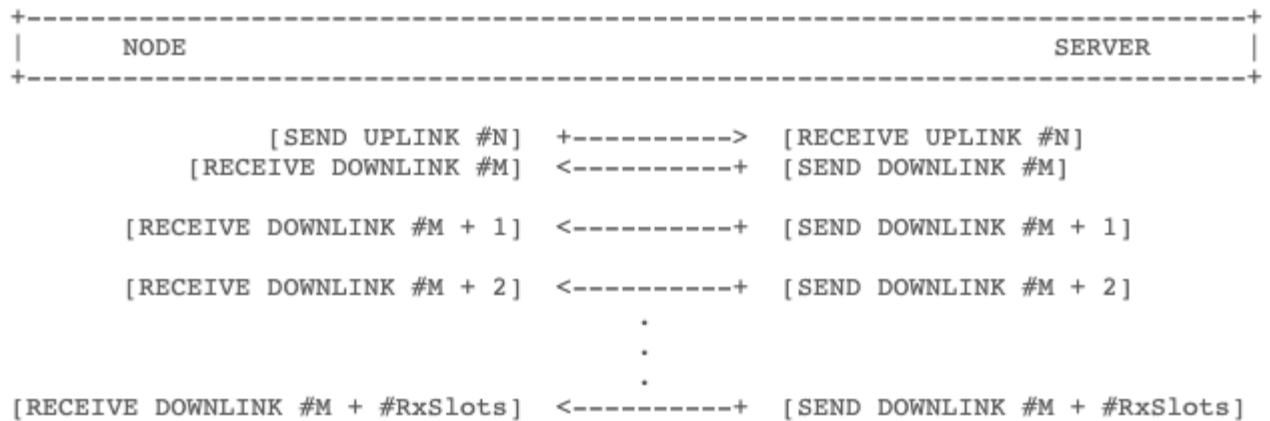 +----------------------------------------------------------------------------+
| NODE SERVER |
+----------------------------------------------------------------------------+
[SEND UPLINK #N] +----------> [RECEIVE UPLINK #N]
[RECEIVE DOWNLINK #M] <----------+ [SEND DOWNLINK #M]
[RECEIVE DOWNLINK #M + 1] <----------+ [SEND DOWNLINK #M + 1]
[RECEIVE DOWNLINK #M + 2] <----------+ [SEND DOWNLINK #M + 2]
.
.
.
[RECEIVE DOWNLINK #M + #RxSlots] <----------+ [SEND DOWNLINK #M + #RxSlots]